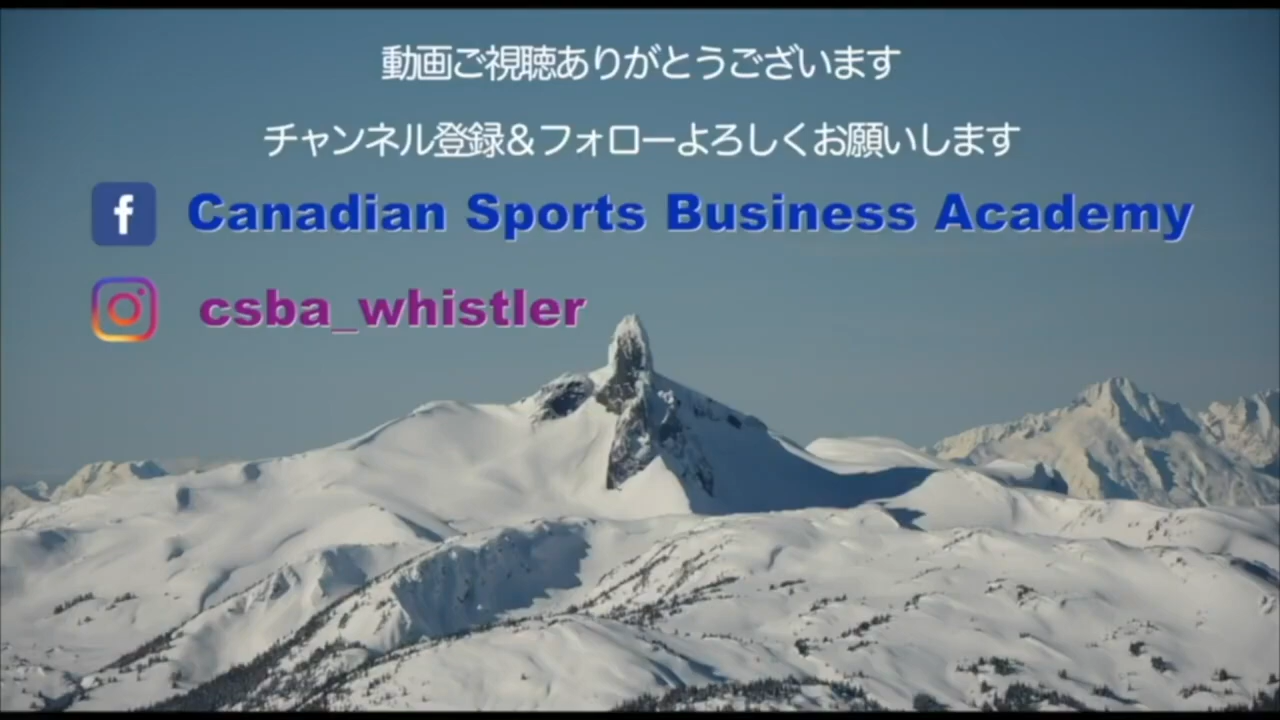 動画ご視聴ありがとうございます
チャンネル登録＆フォローよろしくお願いします
Canadian Sports Business Academy
csba_whistler